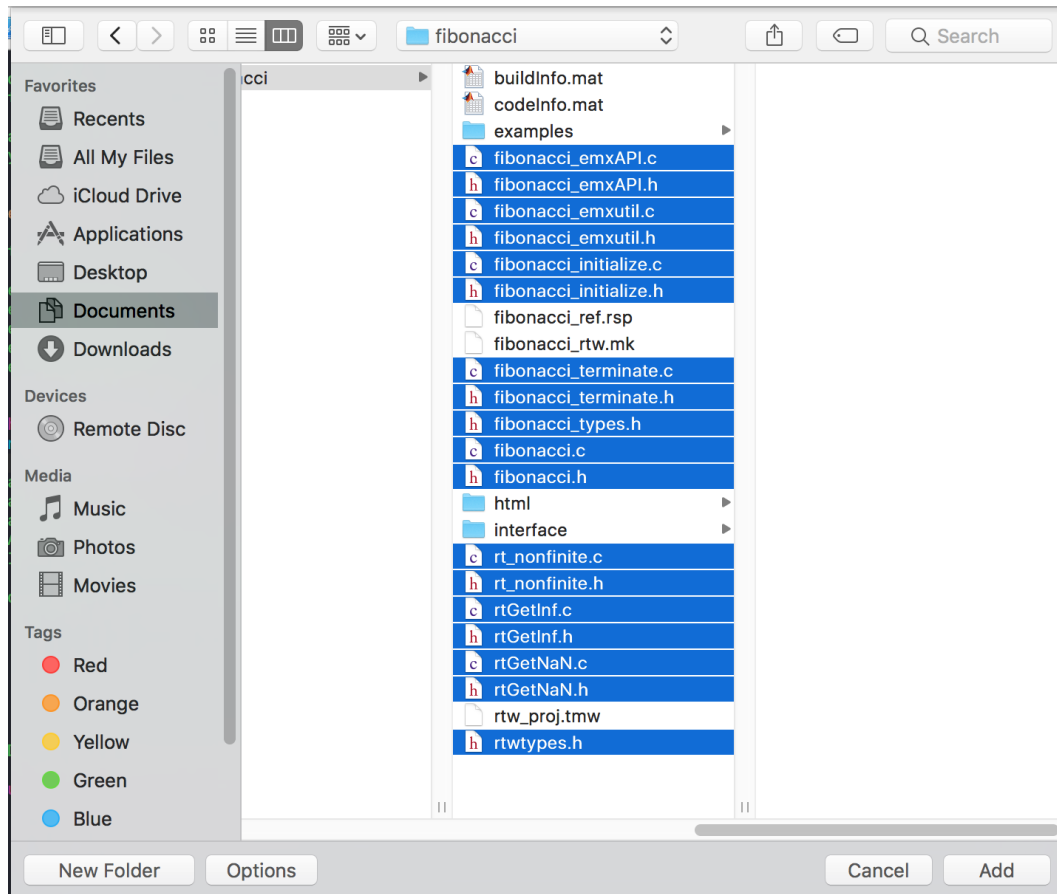 fibonacci
Search
Favorites
Recents
All My Files
iCloud Drive
Applications
Desktop
Documents
Downloads
Devices
Remote Disc
Media
Music
Photos
Movies
Tags
Red
Orange
Yellow
Green
Blue
cci
buildInfo.mat
codeInfo.mat
examples
fibonacci_emxAPI.c
fibonacci_emxAPI.h
fibonacci_emxutil.c
fibonacci_emxutil.h
fibonacci_initialize.c
fibonacci_initialize.h
fibonacci_ref.rsp
fibonacci_rtw.mk
fibonacci_terminate.c
fibonacci_terminate.h
fibonacci_types.h
fibonacci.c
fibonacci.h
html
interface
rt_nonfinite.c
rt_nonfinite.h
rtGetInf.c
rtGetInf.h
rtGetNaN.c
rtGetNaN.h
rtw_proj.tmw
rtwtypes.h
New Folder
Options
Cancel
Add